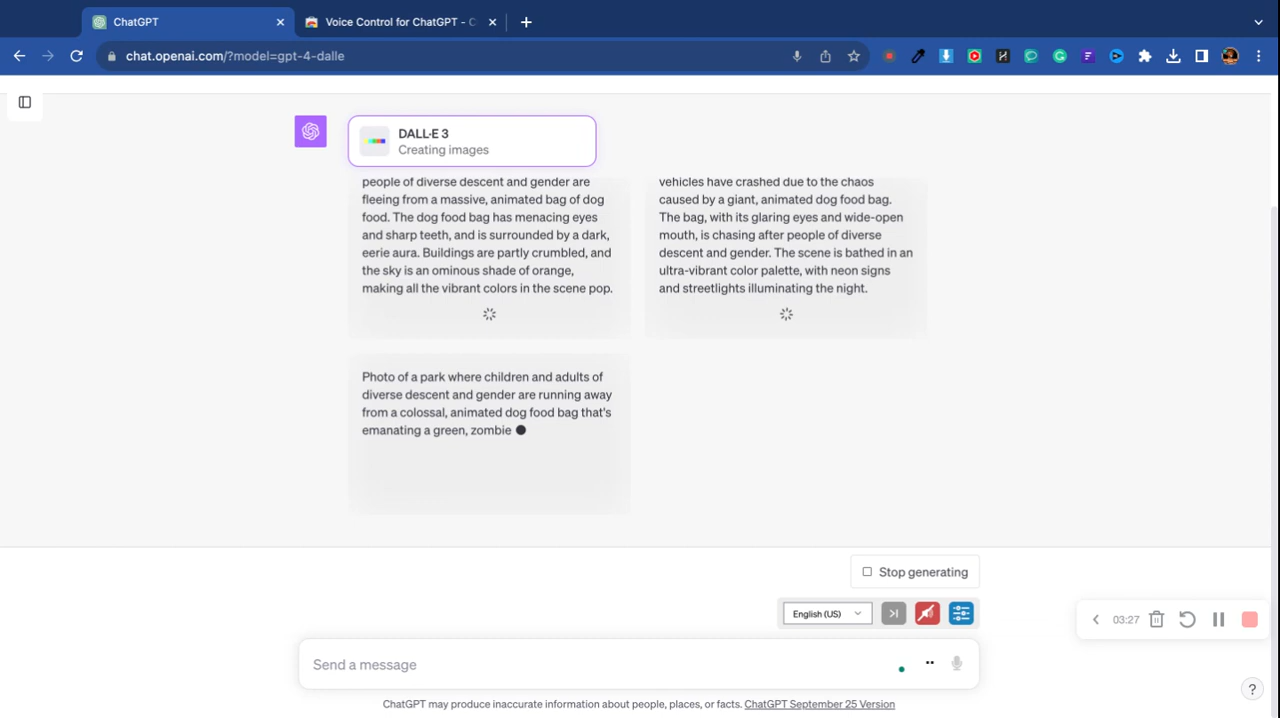 ChatGPT
Voice Control for ChatGPT - C
chat.openai.com/?model=gpt-4-dalle
DALL·E 3
Creating images
people of diverse descent and gender are
fleeing from a massive, animated bag of dog
food. The dog food bag has menacing eyes
and sharp teeth, and is surrounded by a dark,
eerie aura. Buildings are partly crumbled, and
the sky is an ominous shade of orange,
making all the vibrant colors in the scene pop.
vehicles have crashed due to the chaos
caused by a giant, animated dog food bag.
The bag, with its glaring eyes and wide-open
mouth, is chasing after people of diverse
descent and gender. The scene is bathed in an
ultra-vibrant color palette, with neon signs
and streetlights illuminating the night.
Photo of a park where children and adults of
diverse descent and gender are running away
from a colossal, animated dog food bag that's
emanating a green, zombie
Stop generating
English (US)
03:27
Send a message
ChatGPT may produce inaccurate information about people, places, or facts. ChatGPT September 25 Version
?